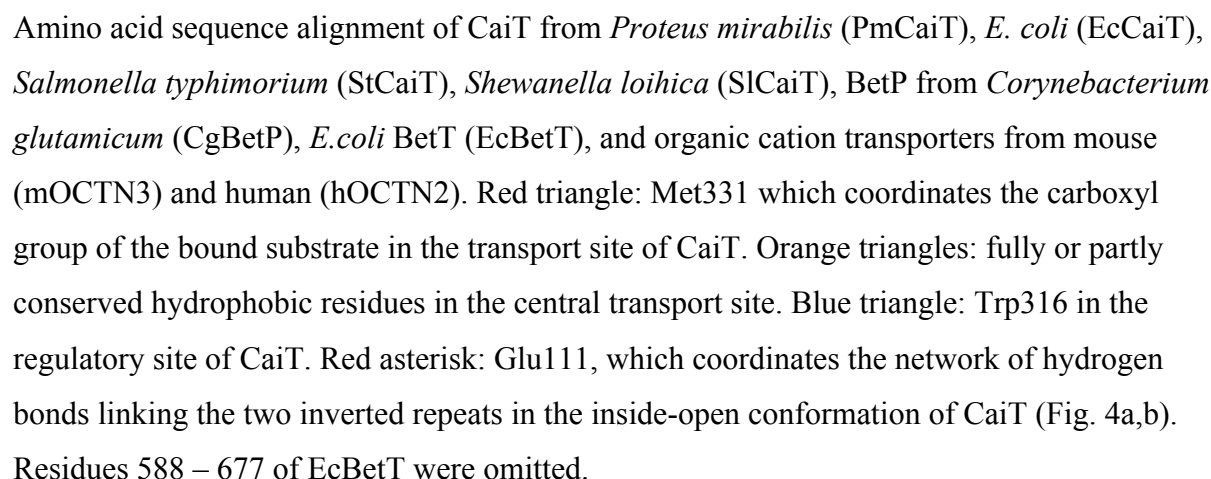 Amino acid sequence alignment of CaiT from Proteus mirabilis (PmCaiT), E. coli (EcCaiT),
Salmonella typhimorium (StCaiT), Shewanella loihica (SlCaiT), BetP from Corynebacterium
glutamicum (CgBetP), E.coli BetT (EcBetT), and organic cation transporters from mouse
(mOCTN3) and human (hOCTN2). Red triangle: Met331 which coordinates the carboxyl
group of the bound substrate in the transport site of CaiT. Orange triangles: fully or partly
conserved hydrophobic residues in the central transport site. Blue triangle: Trp316 in the
regulatory site of CaiT. Red asterisk: Glu111, which coordinates the network of hydrogen
bonds linking the two inverted repeats in the inside-open conformation of CaiT (Fig. 4a,b).
Residues 588 – 677 of EcBetT were omitted.